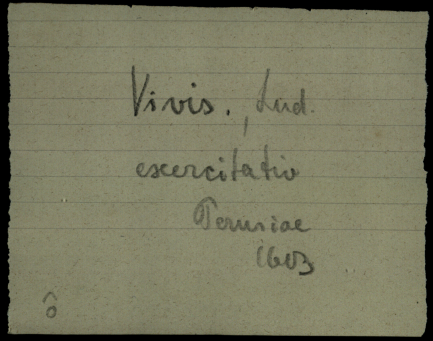 Vivis., Lud.
exercitatio
Perusiae
1603
ô